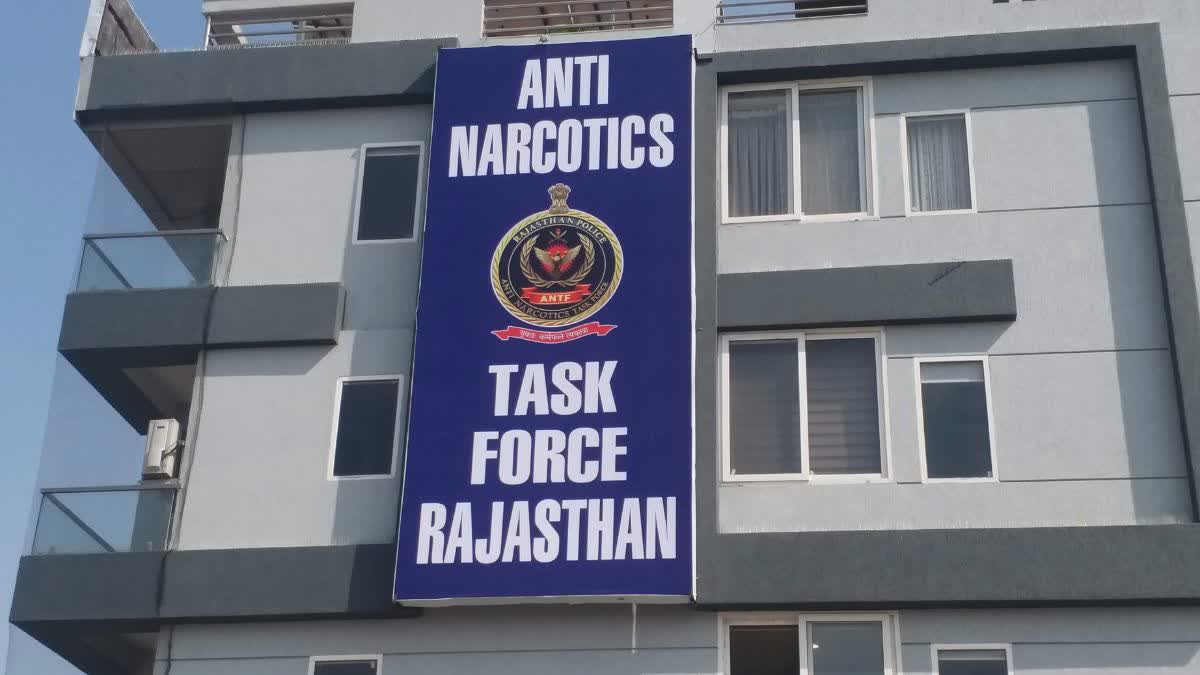 ANTI
NARCOTICS
RAJASTHAN POLICE
ANTF
ANTI NARCOTICS TASK FORCE
TASK
FORCE
RAJASTHAN